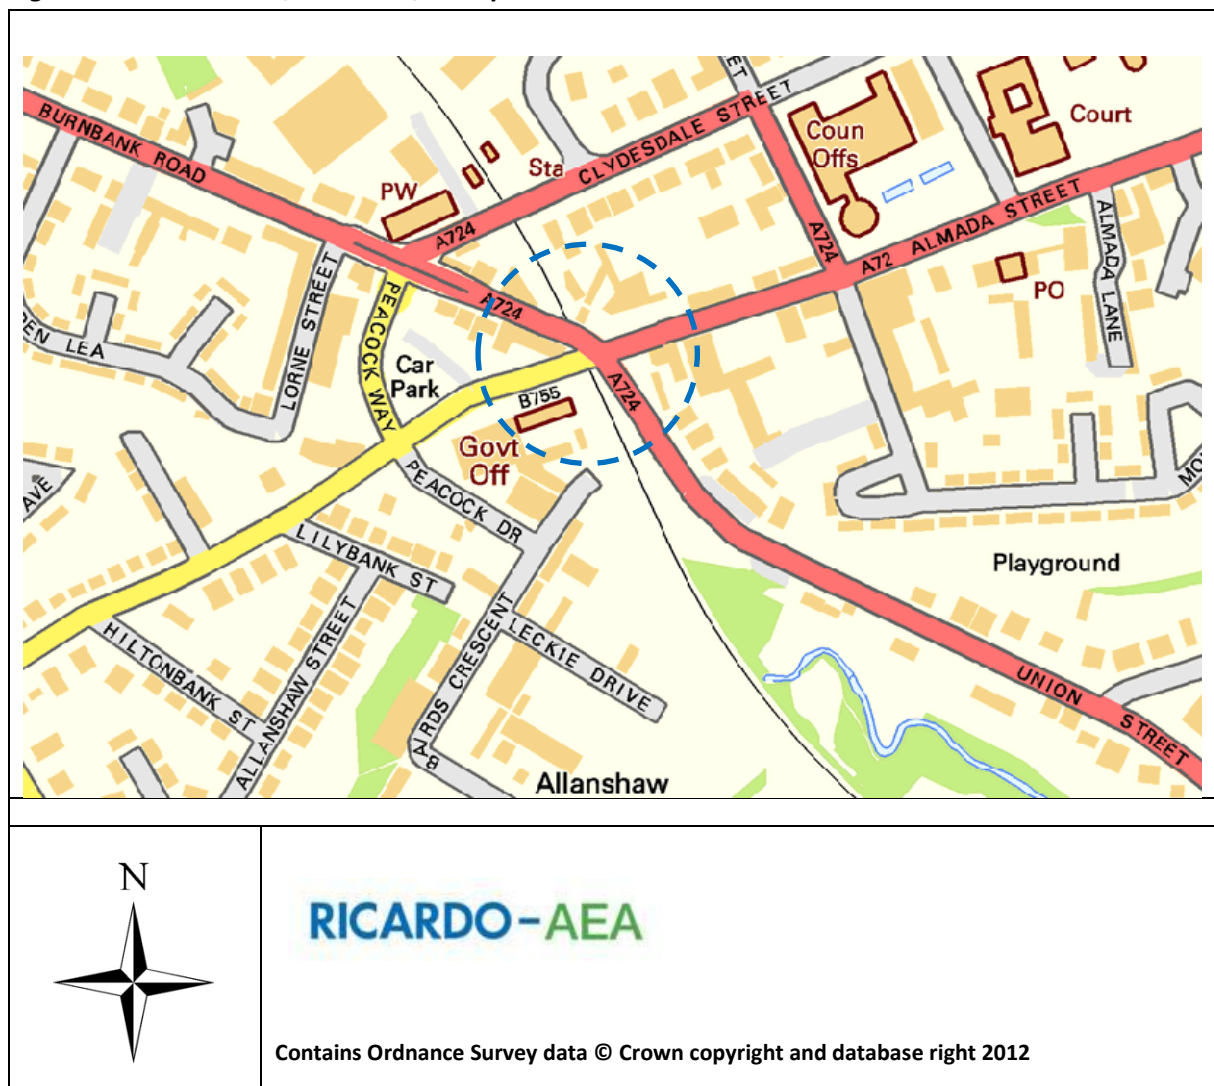 BURNBANK ROAD
PW
Sta
CLYDESDALE STREET
ET
Coun
Offs
Court
A724
A724
A72 ALMADA STREET
ALMADA LANE
PO
A724
PEACOCK WAY
LORNE STREET
EN LEA
Car
Park
B755
A724
Govt
Off
PEACOCK DR
AVE
LILYBANK ST
Playground
HILTONBANK ST
ALLANSHAW STREET
BAIRDS CRESCENT
LECKIE DRIVE
UNION STREET
Allanshaw
N
RICARDO-AEA
Contains Ordnance Survey data © Crown copyright and database right 2012